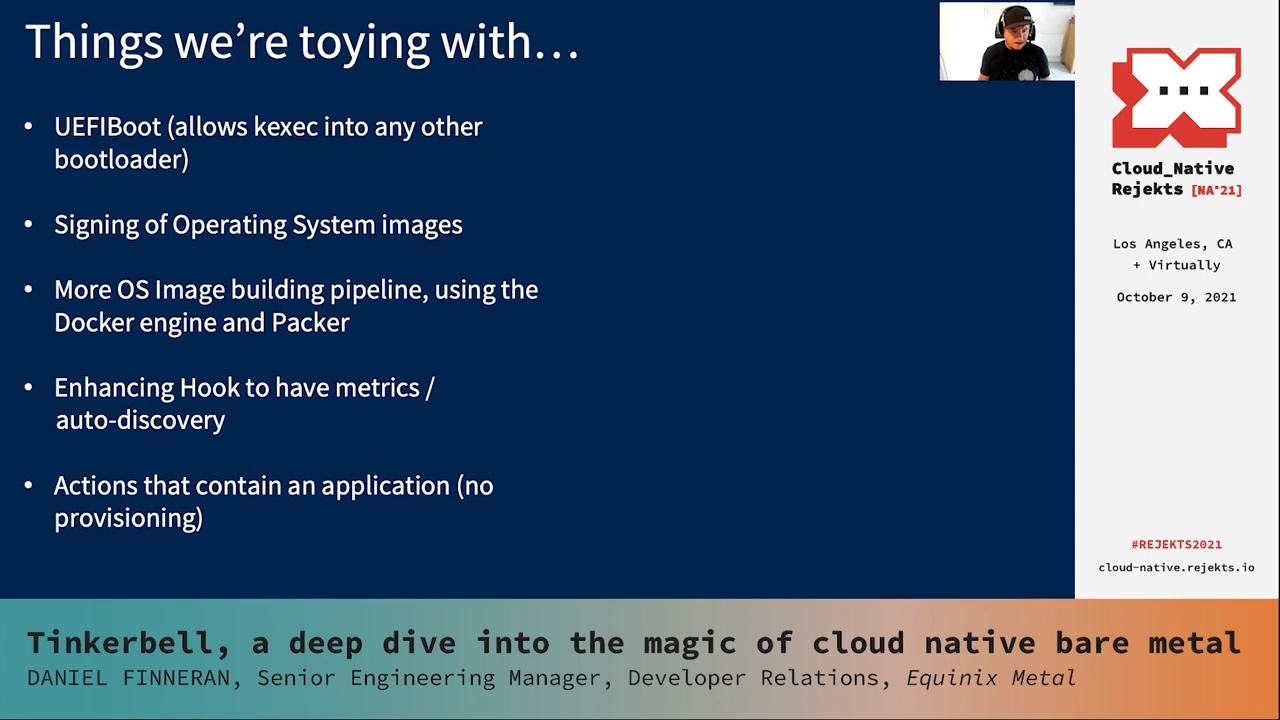 Things we're toying with…
• UEFIBoot (allows kexec into any other
bootloader)
• Signing of Operating System images
• More OS Image building pipeline, using the
Docker engine and Packer
• Enhancing Hook to have metrics /
auto-discovery
• Actions that contain an application (no
provisioning)
Cloud_Native
Rejekts [NA'21]
Los Angeles, CA
+ Virtually
October 9, 2021
#REJEKTS2021
cloud-native.rejekts.io
Tinkerbell, a deep dive into the magic of cloud native bare metal
DANIEL FINNERAN, Senior Engineering Manager, Developer Relations, Equinix Metal